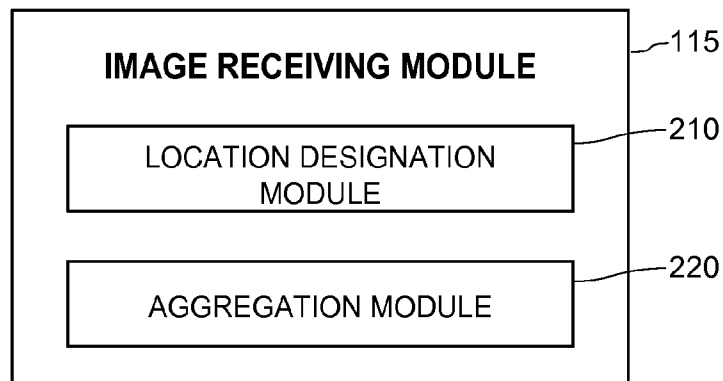 115
IMAGE RECEIVING MODULE
210
LOCATION DESIGNATION
MODULE
220
AGGREGATION MODULE